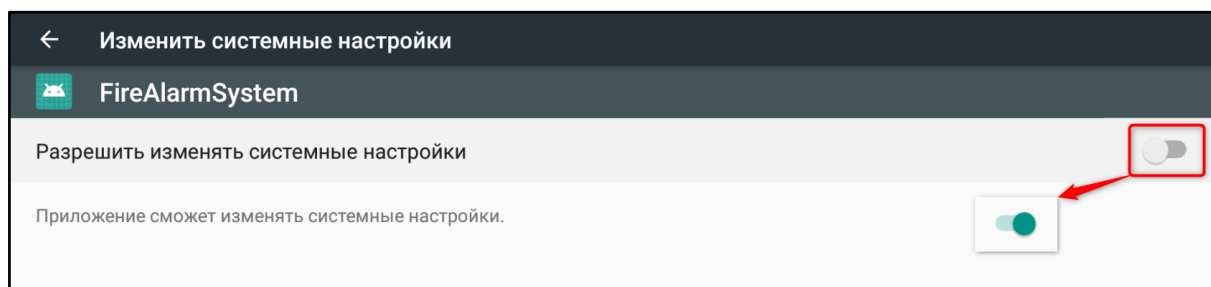 Изменить системные настройки
FireAlarmSystem
Разрешить изменять системные настройки
Приложение сможет изменять системные настройки.